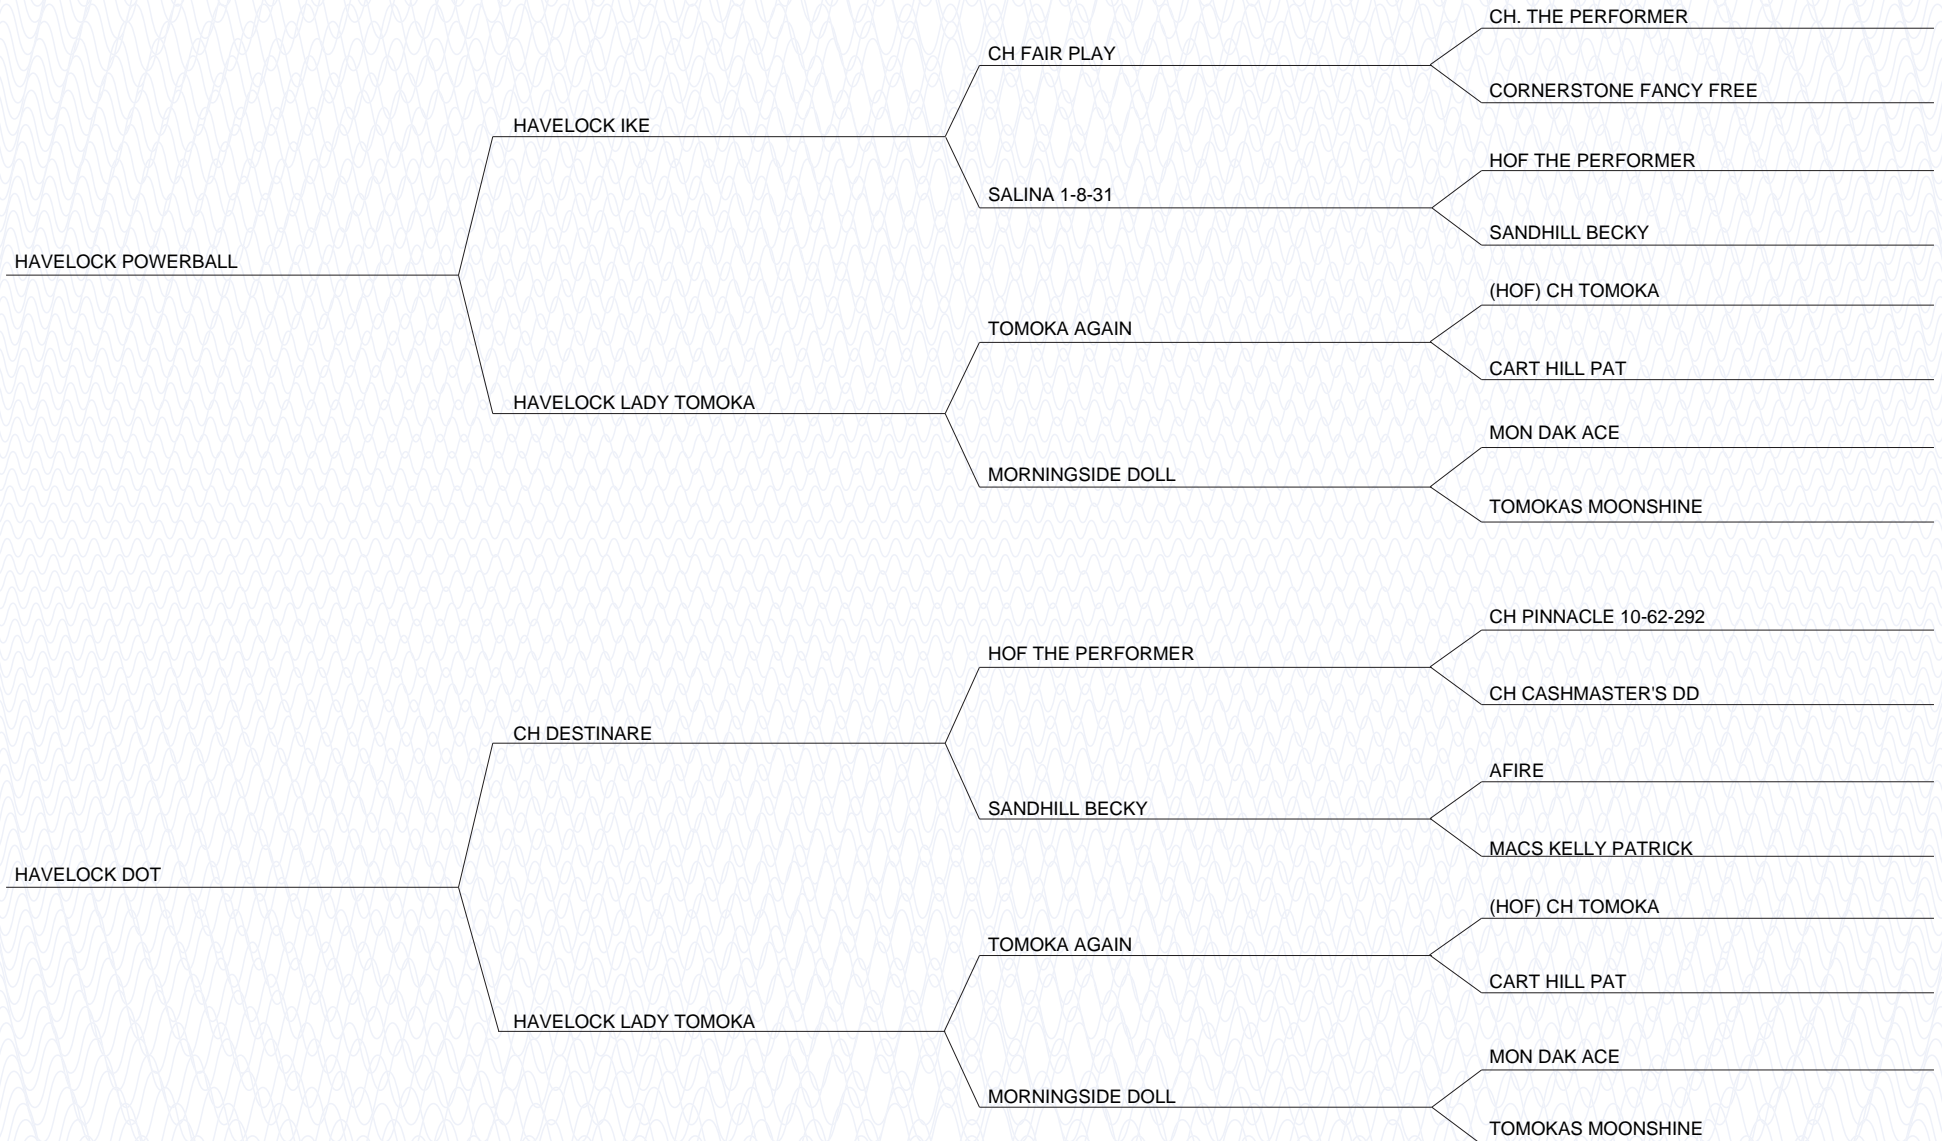 CH. THE PERFORMER
CH FAIR PLAY
CORNERSTONE FANCY FREE
HAVELOCK IKE
HOF THE PERFORMER
SALINA 1-8-31
SANDHILL BECKY
HAVELOCK POWERBALL
(HOF) CH TOMOKA
TOMOKA AGAIN
CART HILL PAT
HAVELOCK LADY TOMOKA
MON DAK ACE
MORNINGSIDE DOLL
TOMOKAS MOONSHINE
CH PINNACLE 10-62-292
HOF THE PERFORMER
CH CASHMASTER'S DD
CH DESTINARE
AFIRE
SANDHILL BECKY
MACS KELLY PATRICK
HAVELOCK DOT
(HOF) CH TOMOKA
TOMOKA AGAIN
CART HILL PAT
HAVELOCK LADY TOMOKA
MON DAK ACE
MORNINGSIDE DOLL
TOMOKAS MOONSHINE